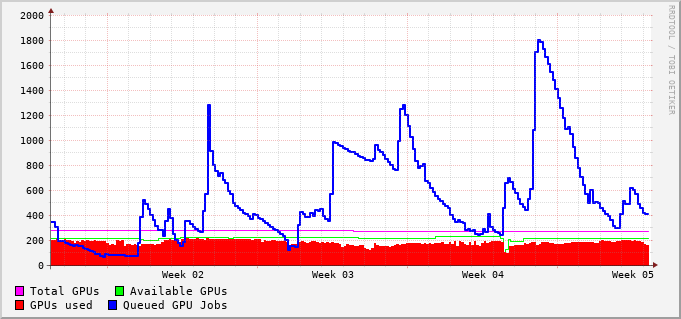 2000
1800
1600
1400
1200
1000
800
600
400
200
0
Week 02 Week 03 Week 04 Week 05
Total GPUs Available GPUs
GPUs used Queued GPU Jobs
RRDTOOL / TOBI OETIKER